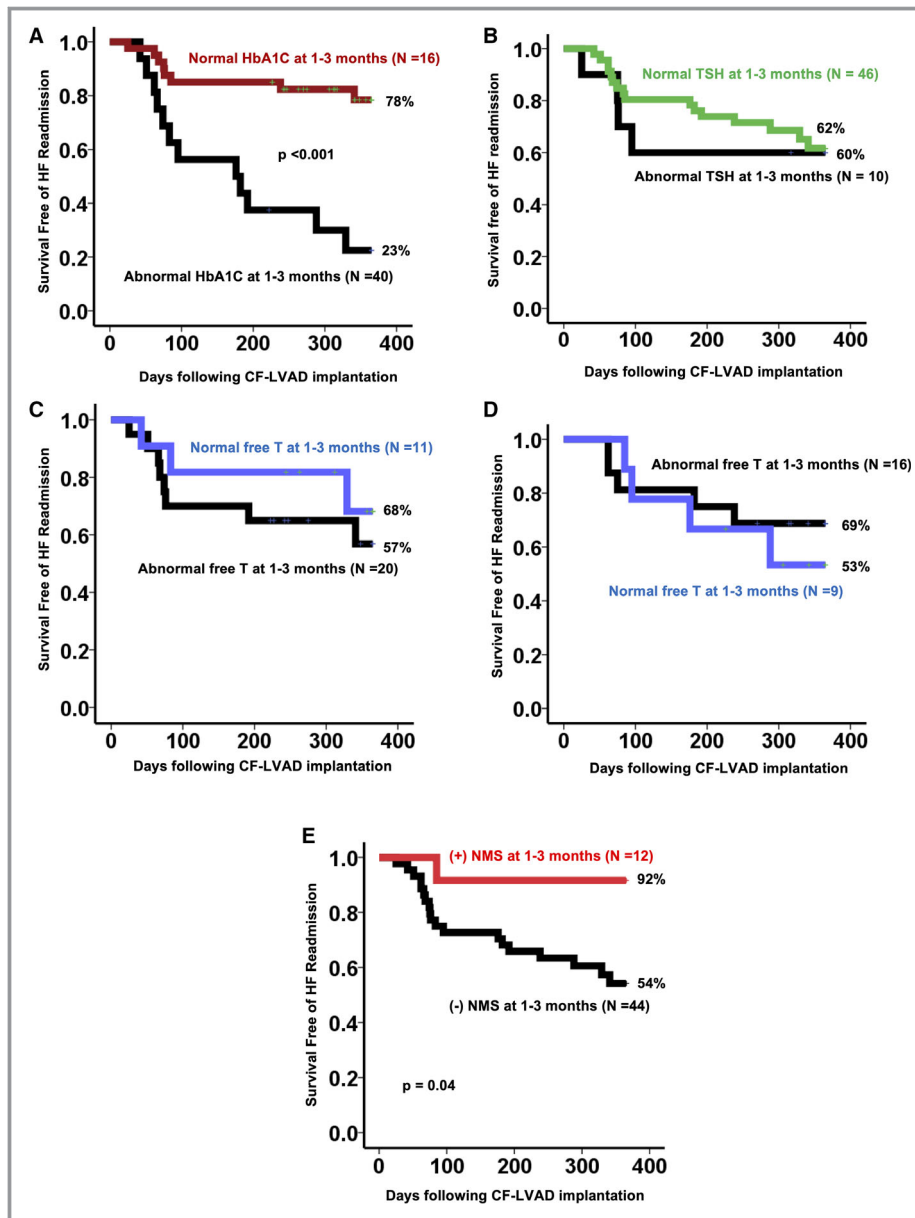 A
Survival Free of HF Readmission
1.0
0.8
0.6
0.4
0.2
0.0
Normal HbA1C at 1-3 months (N =16)
78%
p <0.001
23%
Abnormal HbA1C at 1-3 months (N =40)
0 100 200 300 400
Days following CF-LVAD implantation
B
Survival free of HF readmission
1.0
0.8
0.6
0.4
0.2
0.0
Normal TSH at 1-3 months (N = 46)
62%
60%
Abnormal TSH at 1-3 months (N = 10)
0 100 200 300 400
Days following CF-LVAD implantation
C
Survival Free of HF Readmission
1.0
0.8
0.6
0.4
0.2
0.0
Normal free T at 1-3 months (N =11)
68%
57%
Abnormal free T at 1-3 months (N =20)
0 100 200 300 400
Days following CF-LVAD implantation
D
Survival Free of HF Readmission
1.0
0.8
0.6
0.4
0.2
0.0
Abnormal free T at 1-3 months (N =16)
69%
53%
Normal free T at 1-3 months (N =9)
0 100 200 300 400
Days following CF-LVAD implantation
E
Survival Free of HF Readmission
1.0
0.8
0.6
0.4
0.2
0.0
(+) NMS at 1-3 months (N =12)
92%
54%
(-) NMS at 1-3 months (N =44)
p = 0.04
0 100 200 300 400
Days following CF-LVAD implantation